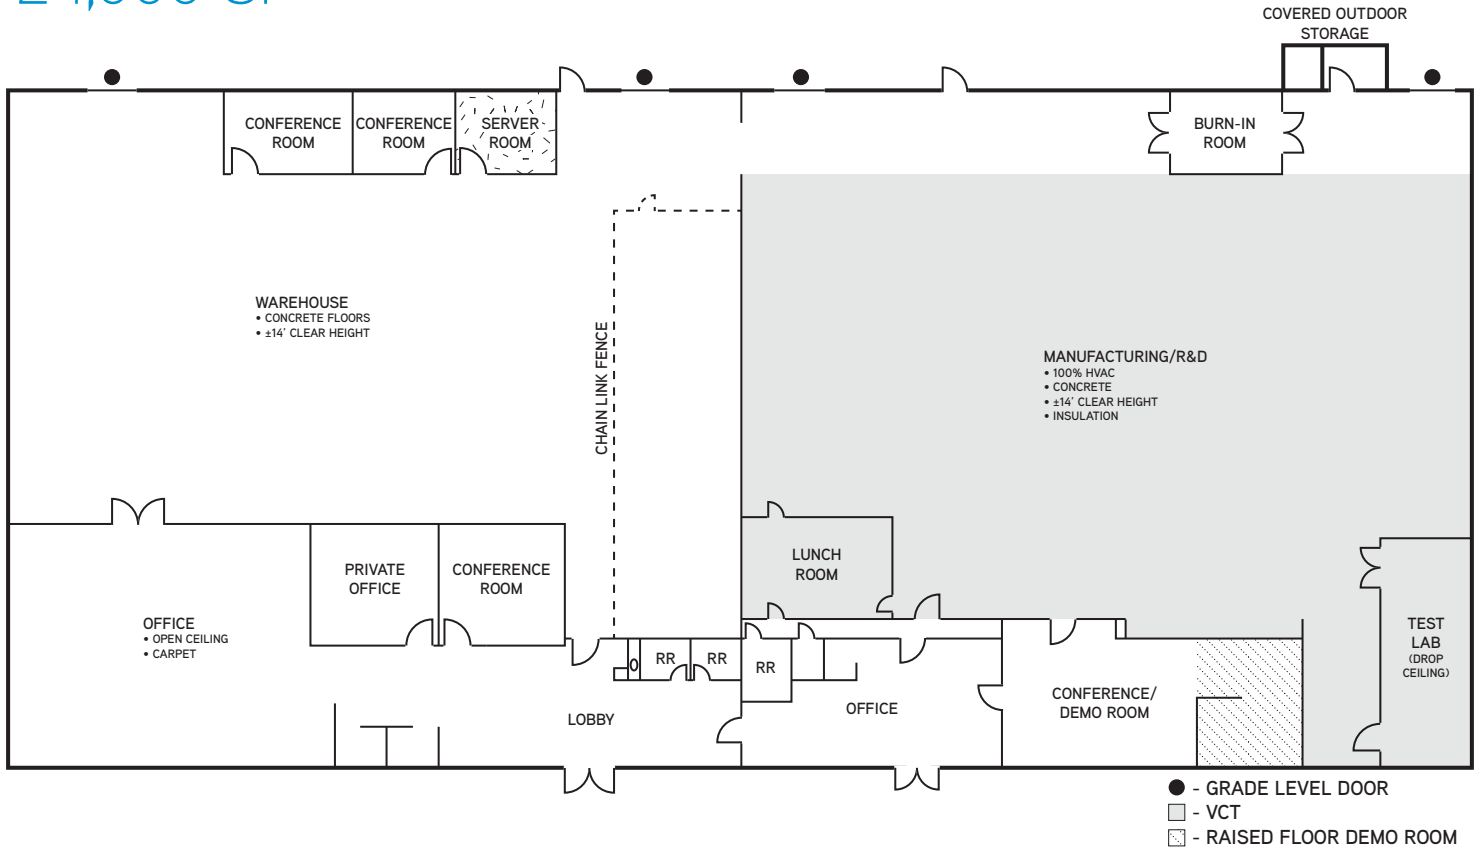 COVERED OUTDOOR
STORAGE
CONFERENCE
ROOM
CONFERENCE
ROOM
SERVER
ROOM
BURN-IN
ROOM
WAREHOUSE
• CONCRETE FLOORS
• ±14' CLEAR HEIGHT
CHAIN LINK FENCE
MANUFACTURING/R&D
• 100% HVAC
• CONCRETE
• ±14' CLEAR HEIGHT
• INSULATION
LUNCH
ROOM
PRIVATE
OFFICE
CONFERENCE
ROOM
OFFICE
• OPEN CEILING
• CARPET
TEST
LAB
(DROP
CEILING)
RR
RR
RR
LOBBY
OFFICE
CONFERENCE/
DEMO ROOM
- GRADE LEVEL DOOR
- VCT
- RAISED FLOOR DEMO ROOM